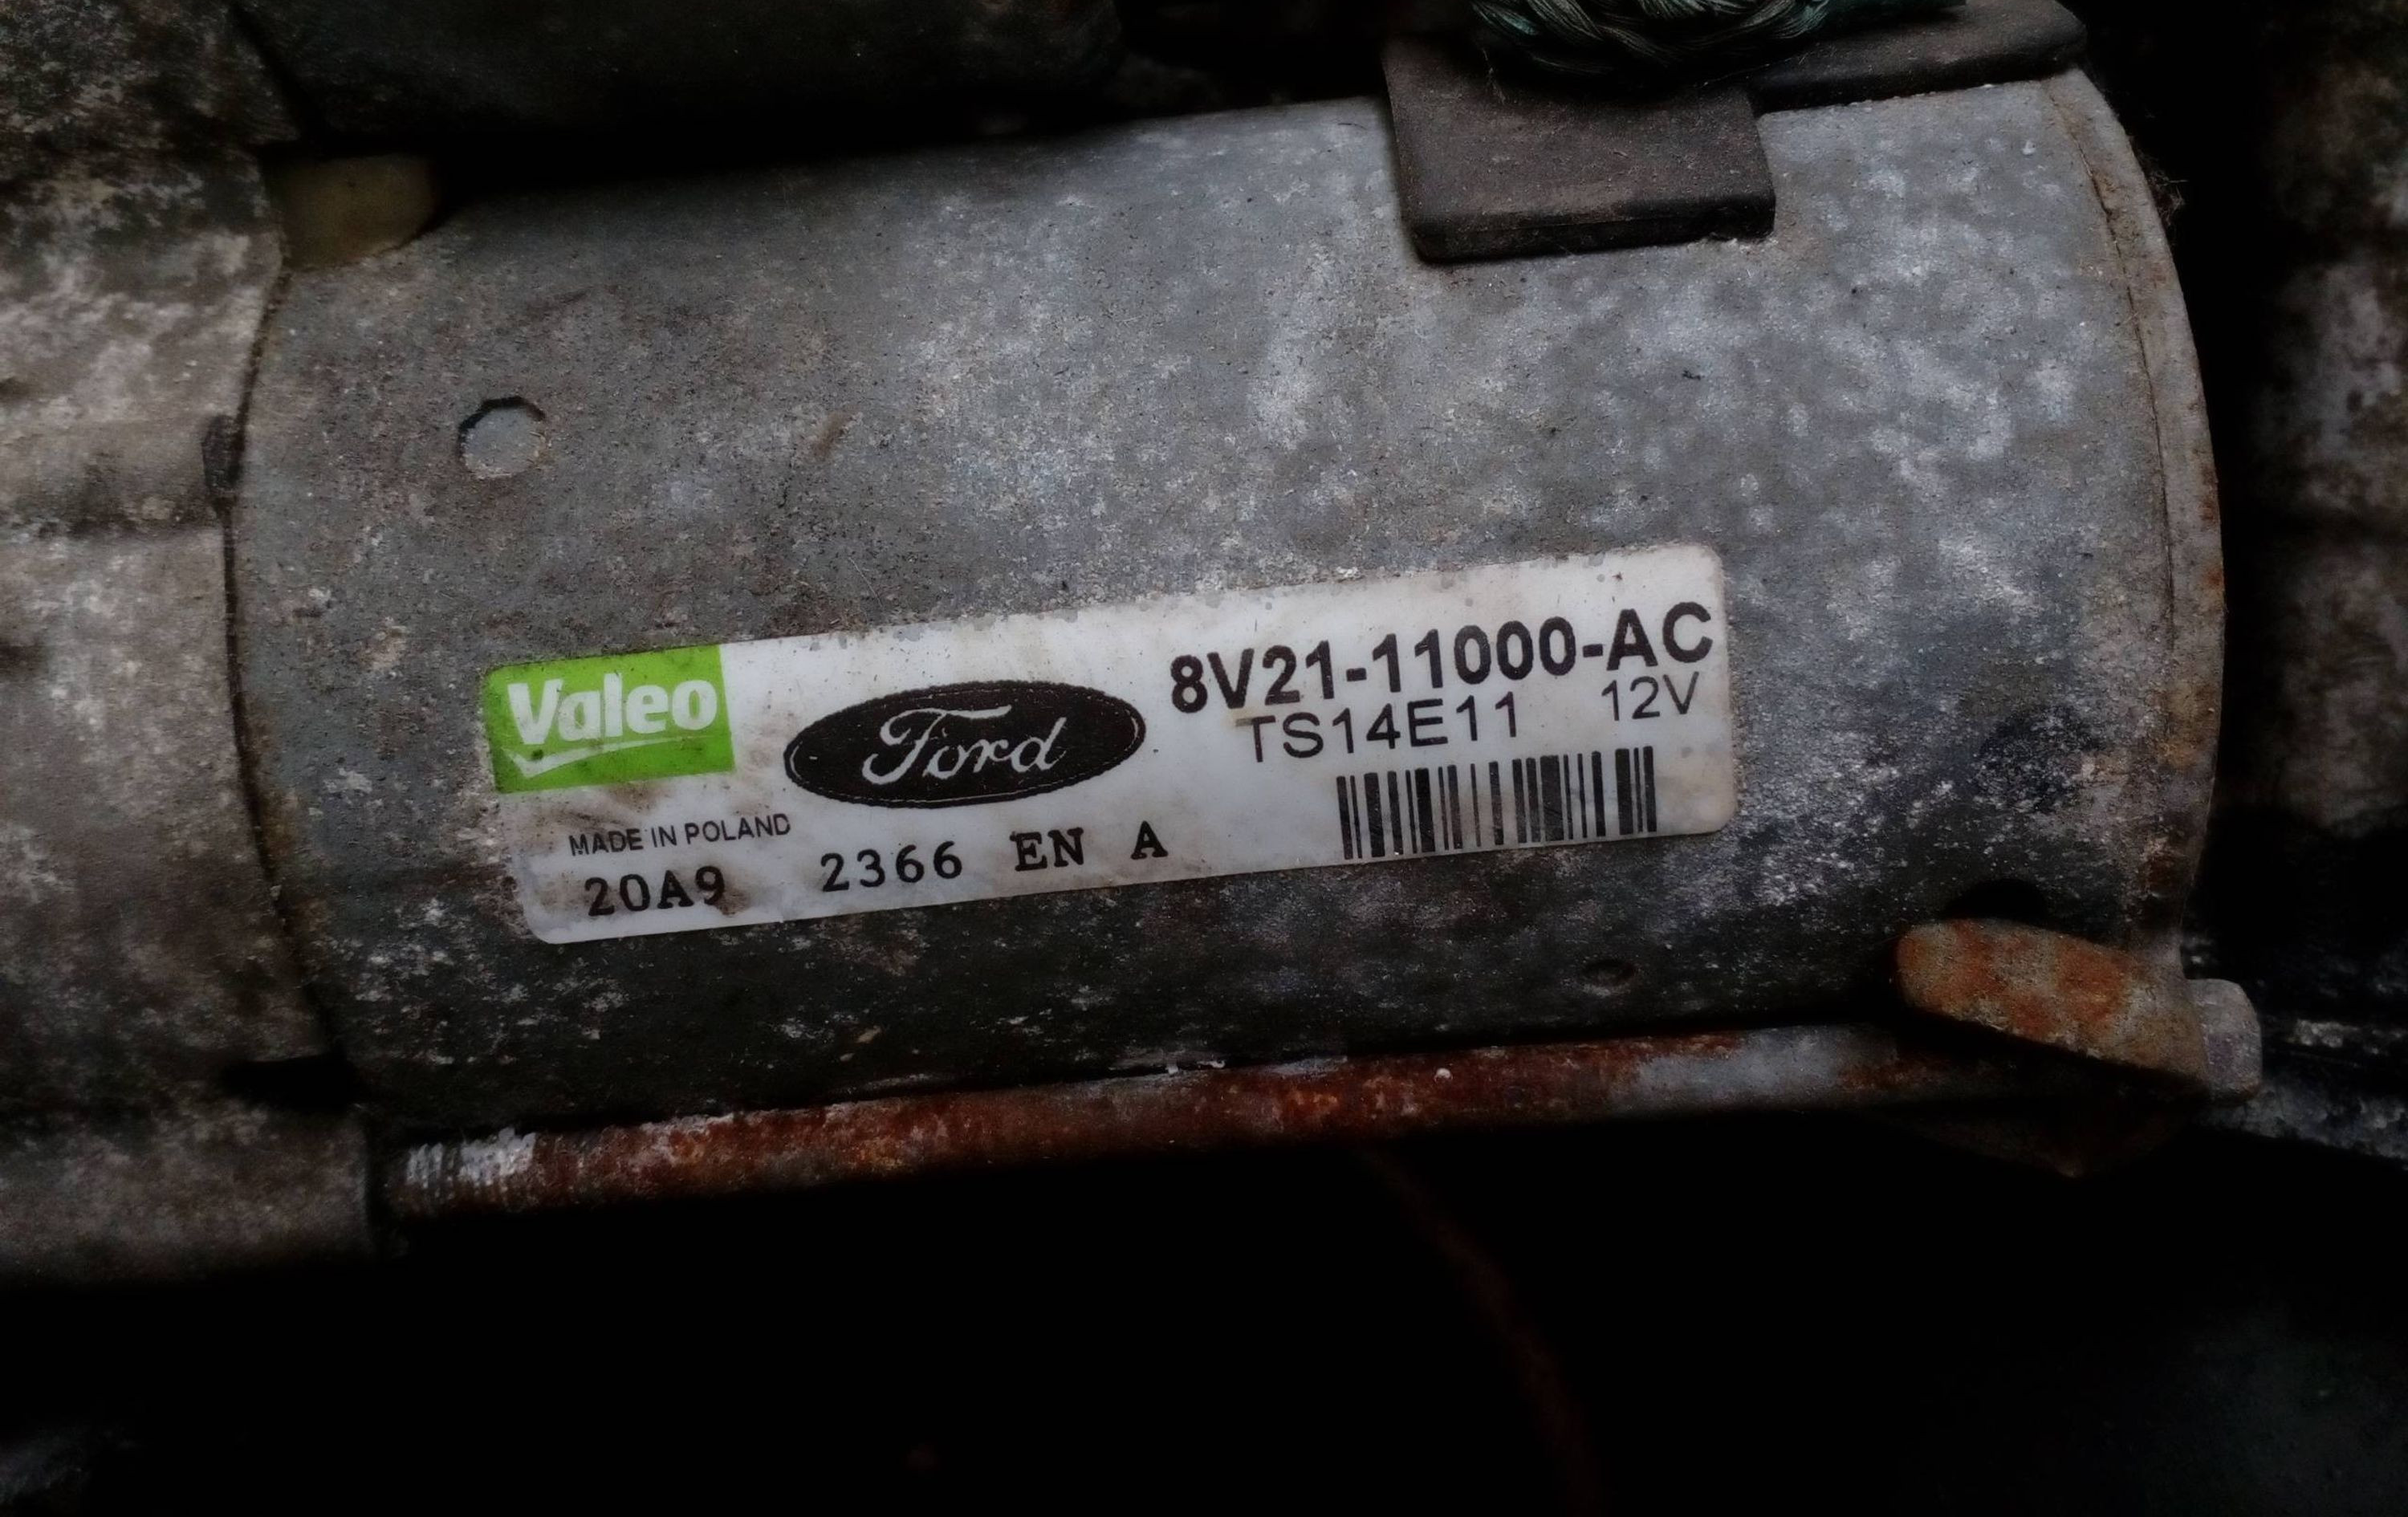 Valeo
Ford
8V21-11000-AC
TS14E11 12V
MADE IN POLAND
20A9 2366 EN A